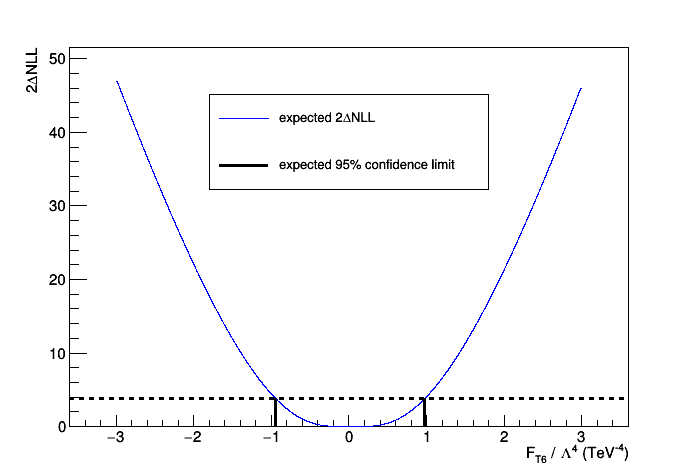 2ΔNLL
50
40
30
20
10
0
expected 2ΔNLL
expected 95% confidence limit
−3 −2 −1 0 1 2 3
F_T6 / Λ^4 (TeV^-4)